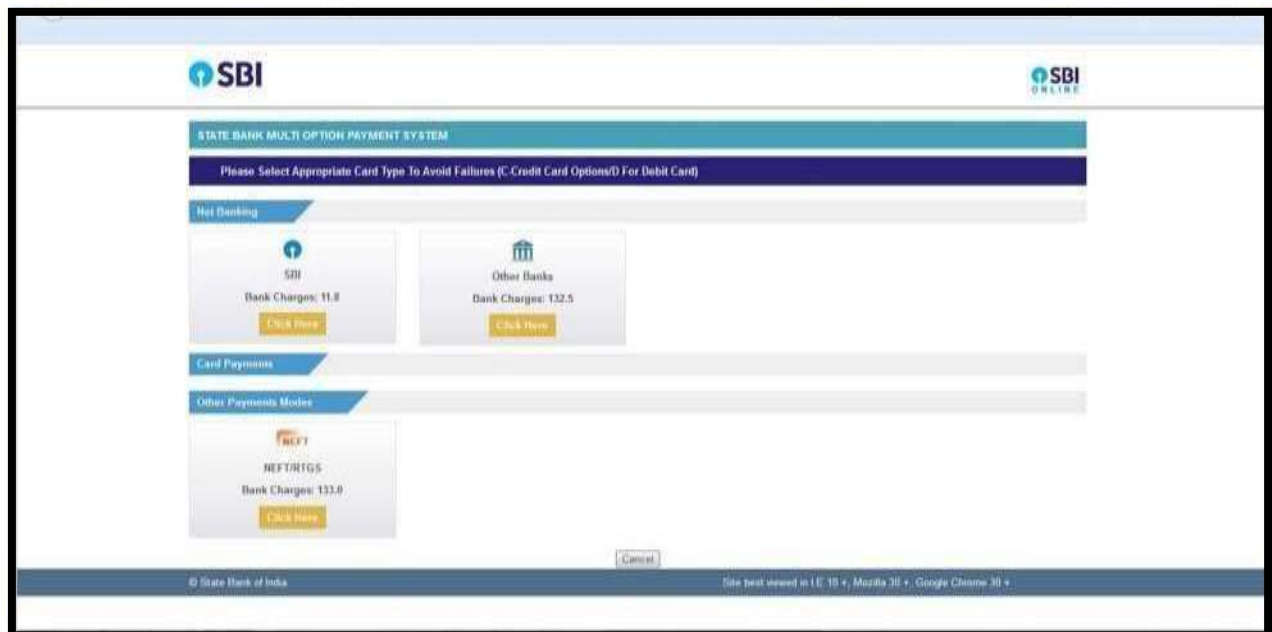 SBI
SBI
ONLINE
STATE BANK MULTI OPTION PAYMENT SYSTEM
Please Select Appropriate Card Type To Avoid Failures (C-Credit Card Options/D For Debit Card)
Net Banking
SBI
Bank Charges: 11.8
Click Here
Other Banks
Bank Charges: 132.5
Click Here
Card Payments
Other Payments Modes
NEFT
NEFT/RTGS
Bank Charges:
Click Here
Cancel
© State Bank of India
Site best viewed in I.E 10 +, Mozilla 30 +, Google Chrome 30 +